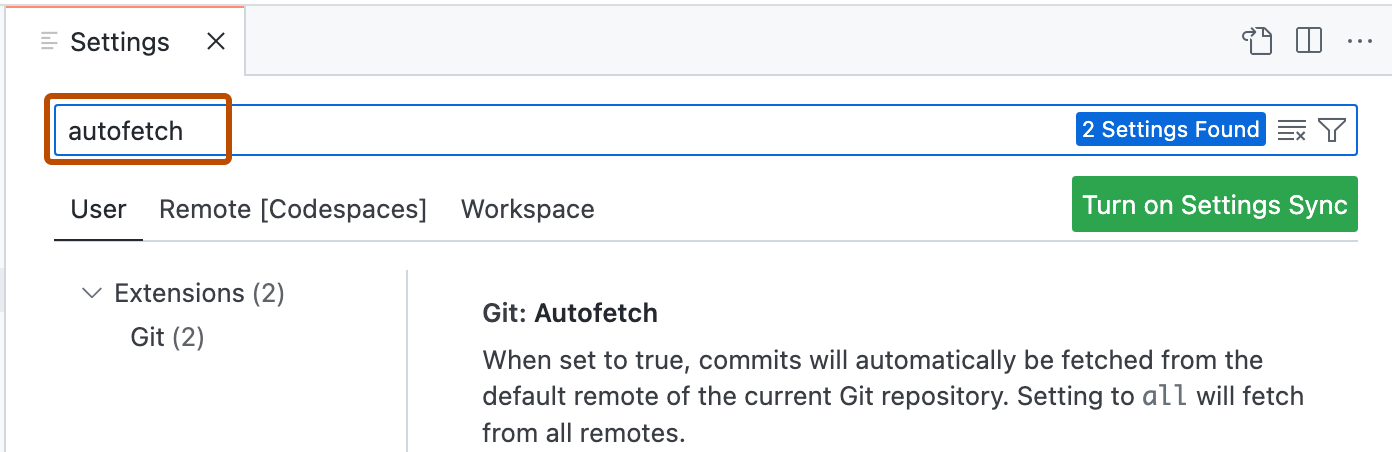 Settings
autofetch
2 Settings Found
User Remote [Codespaces] Workspace
Turn on Settings Sync
Extensions (2)
Git (2)
Git: Autofetch
When set to true, commits will automatically be fetched from the
default remote of the current Git repository. Setting to all will fetch
from all remotes.